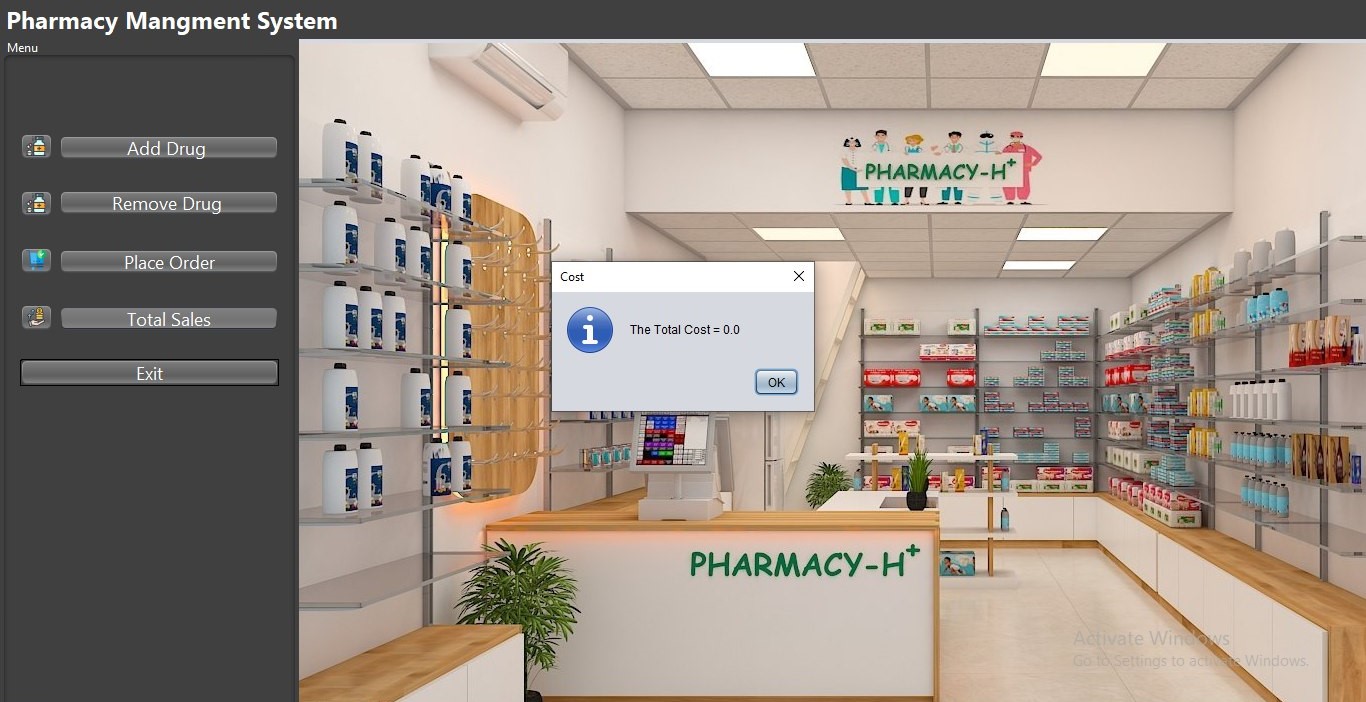 Pharmacy Mangment System
Menu
Add Drug
Remove Drug
Place Order
Total Sales
Exit
PHARMACY-H+
Cost
The Total Cost = 0.0
OK
PHARMACY-H+
Activate Windows
Go to Settings to activate Windows.